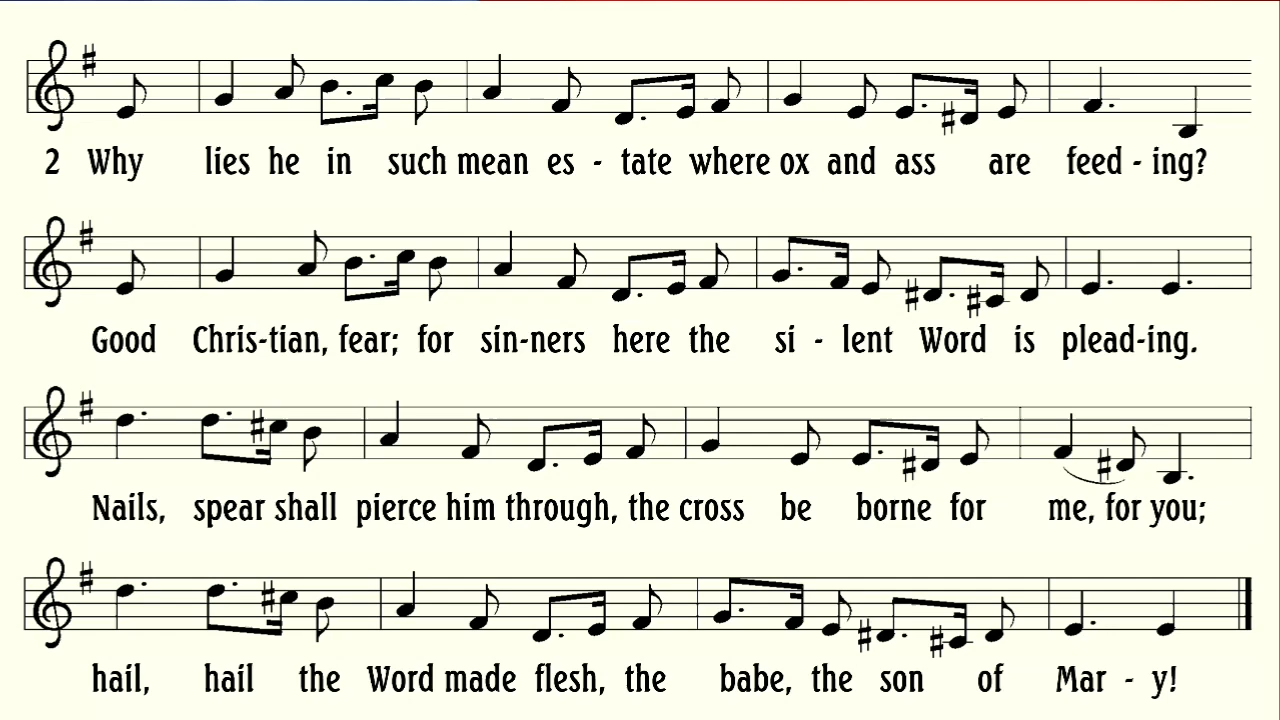 2 Why lies he in such mean es - tate where ox and ass are feed - ing?
Good Chris-tian, fear; for sin-ners here the si - lent Word is plead-ing.
Nails, spear shall pierce him through, the cross be borne for me, for you;
hail, hail the Word made flesh, the babe, the son of Mar - y!